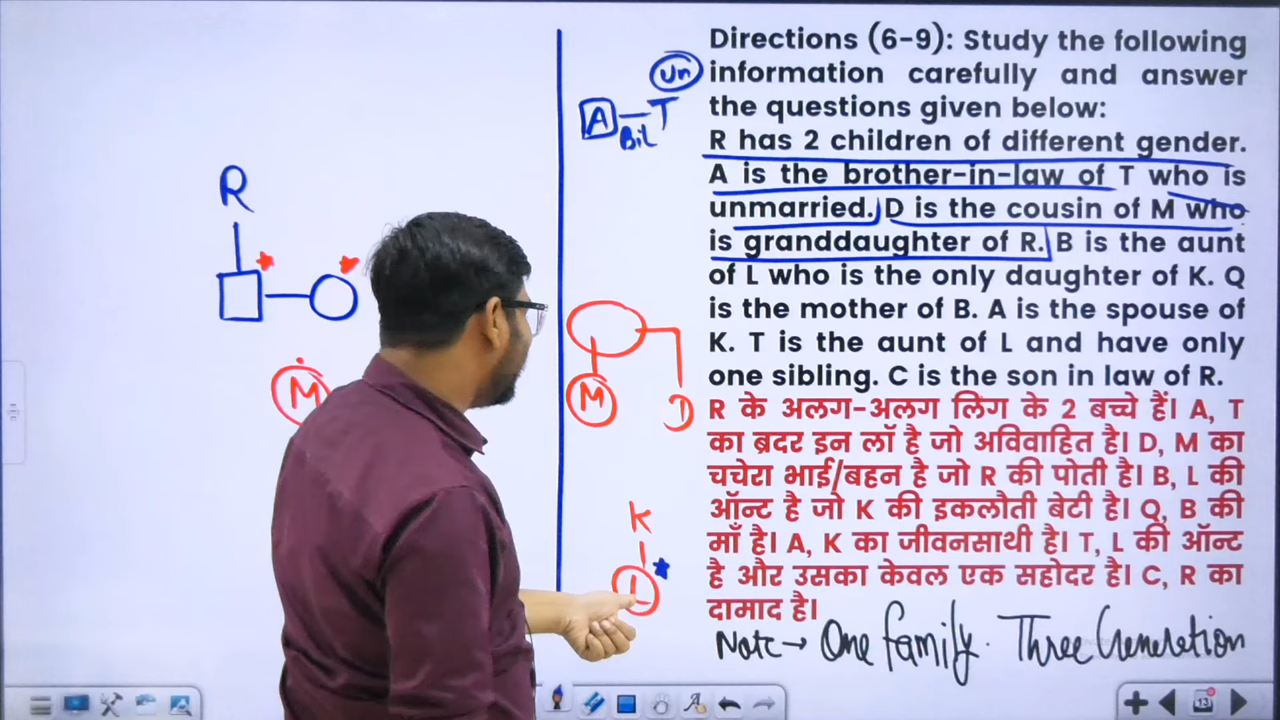 Directions (6-9): Study the following
information carefully and answer
the questions given below:
R has 2 children of different gender.
A is the brother-in-law of T who is
unmarried. D is the cousin of M who
is granddaughter of R. B is the aunt
of L who is the only daughter of K. Q
is the mother of B. A is the spouse of
K. T is the aunt of L and have only
one sibling. C is the son in law of R.
R के अलग-अलग लिंग के 2 बच्चे हैं। A, T
का ब्रदर इन लॉ है जो अविवाहित है। D, M का
चचेरा भाई/बहन है जो R की पोती है। B, L की
ऑन्ट है जो K की इकलौती बेटी है। Q, B की
माँ है। A, K का जीवनसाथी है। T, L की ऑन्ट
है और उसका केवल एक सहोदर है। C, R का
दामाद है।
Note → One family. Three Generation
Un
A — T
Bil
R
M
M D
K
L
13